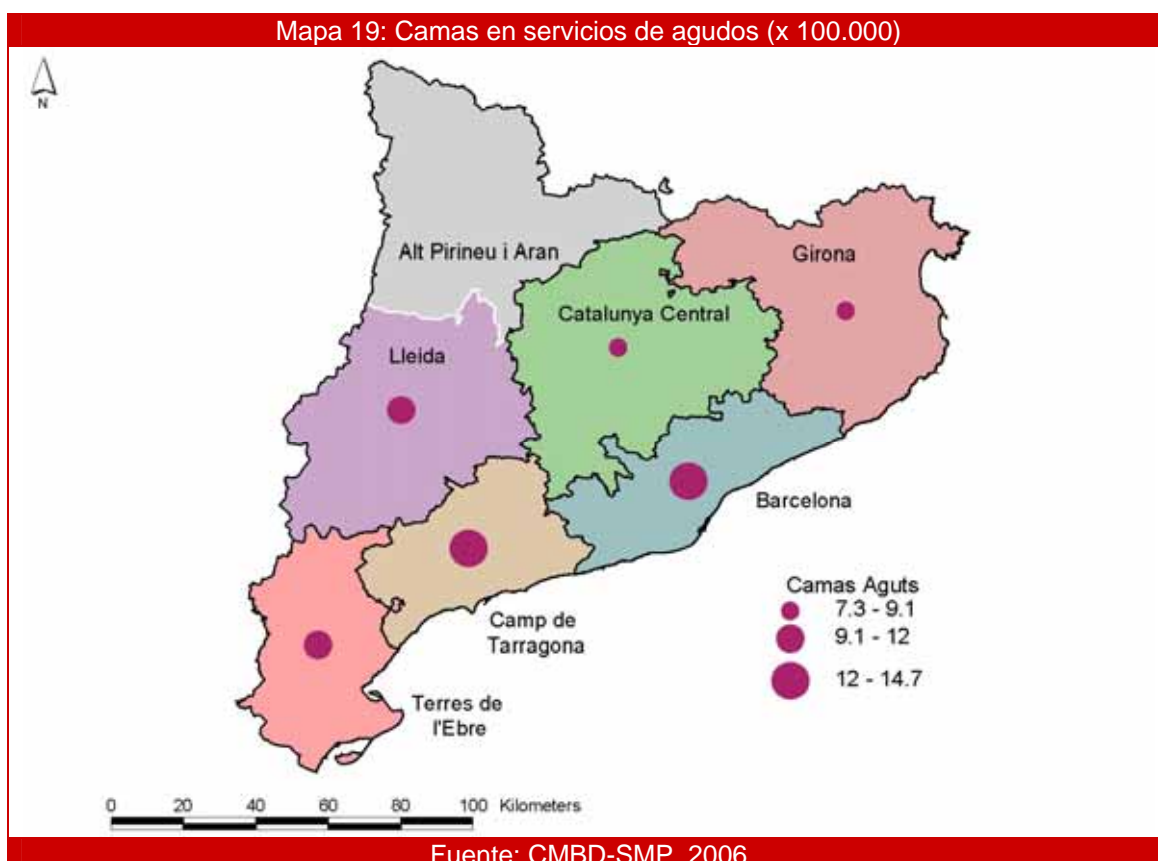 Mapa 19: Camas en servicios de agudos (x 100.000)
N
Alt Pirineu i Aran
Girona
Catalunya Central
Lleida
Barcelona
Camas Aguts
7.3 - 9.1
9.1 - 12
12 - 14.7
Camp de
Tarragona
Terres de
l'Ebre
0 20 40 60 80 100 Kilometers
Fuente: CMBD-SMP, 2006